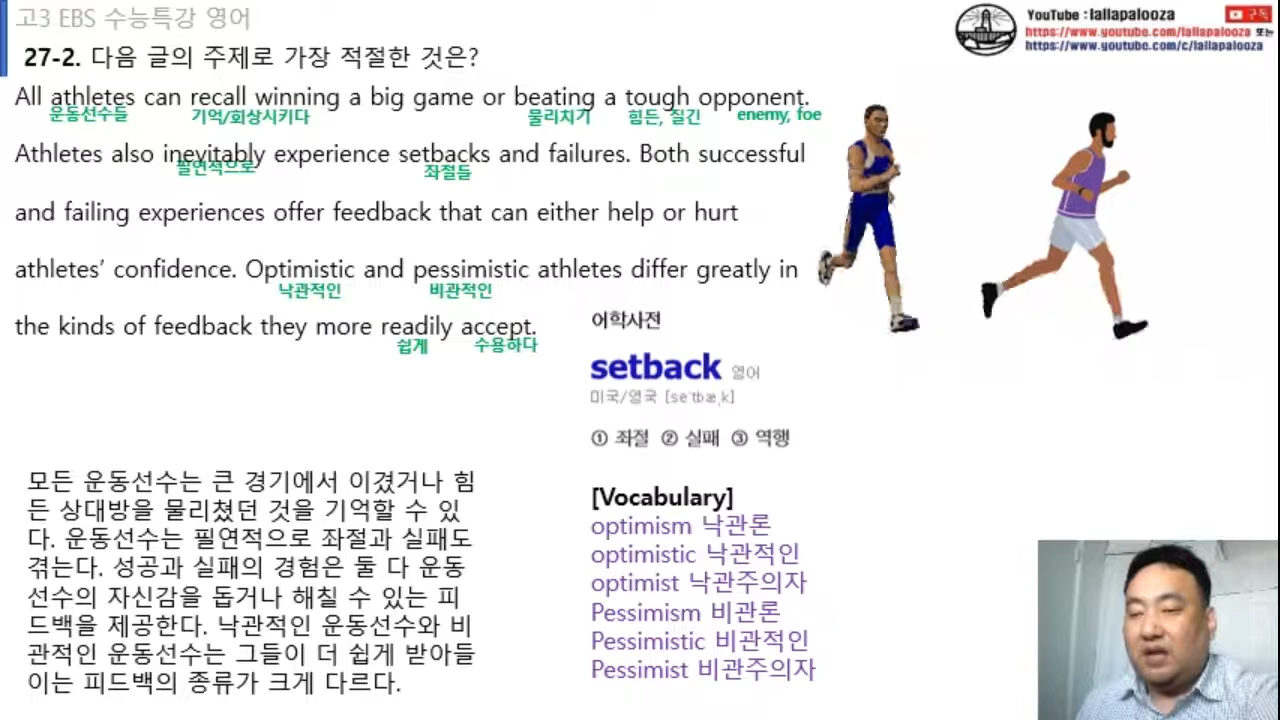 고3 EBS 수능특강 영어
YouTube : lallapalooza
구독
https://www.youtube.com/lallapalooza 또는
https://www.youtube.com/c/lallapalooza
27-2. 다음 글의 주제로 가장 적절한 것은?
All athletes can recall winning a big game or beating a tough opponent.
운동선수들 기억/회상시키다 물리치기 힘든, 질긴 enemy, foe
Athletes also inevitably experience setbacks and failures. Both successful
필연적으로 좌절들
and failing experiences offer feedback that can either help or hurt
athletes’ confidence. Optimistic and pessimistic athletes differ greatly in
낙관적인 비관적인
the kinds of feedback they more readily accept.
쉽게 수용하다
어학사전
setback 영어
미국/영국 [seˈtbæˌk]
① 좌절 ② 실패 ③ 역행
모든 운동선수는 큰 경기에서 이겼거나 힘
든 상대방을 물리쳤던 것을 기억할 수 있
다. 운동선수는 필연적으로 좌절과 실패도
겪는다. 성공과 실패의 경험은 둘 다 운동
선수의 자신감을 돕거나 해칠 수 있는 피
드백을 제공한다. 낙관적인 운동선수와 비
관적인 운동선수는 그들이 더 쉽게 받아들
이는 피드백의 종류가 크게 다르다.
[Vocabulary]
optimism 낙관론
optimistic 낙관적인
optimist 낙관주의자
Pessimism 비관론
Pessimistic 비관적인
Pessimist 비관주의자